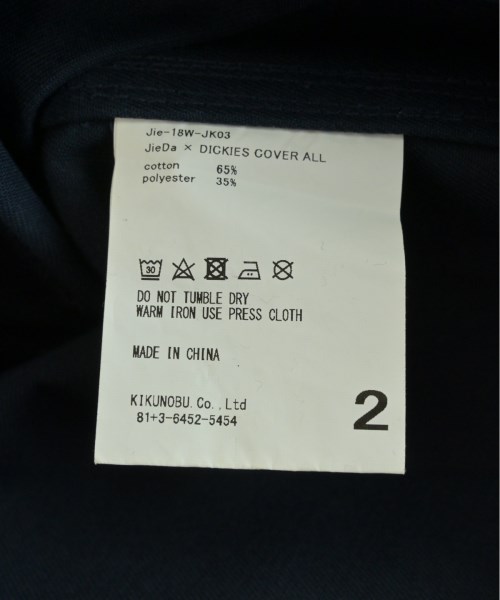 Jie-18W-JK03
JieDa × DICKIES COVER ALL
cotton 65%
polyester 35%
30
DO NOT TUMBLE DRY
WARM IRON USE PRESS CLOTH
MADE IN CHINA
KIKUNOBU.Co.,Ltd
81+3-6452-5454
2